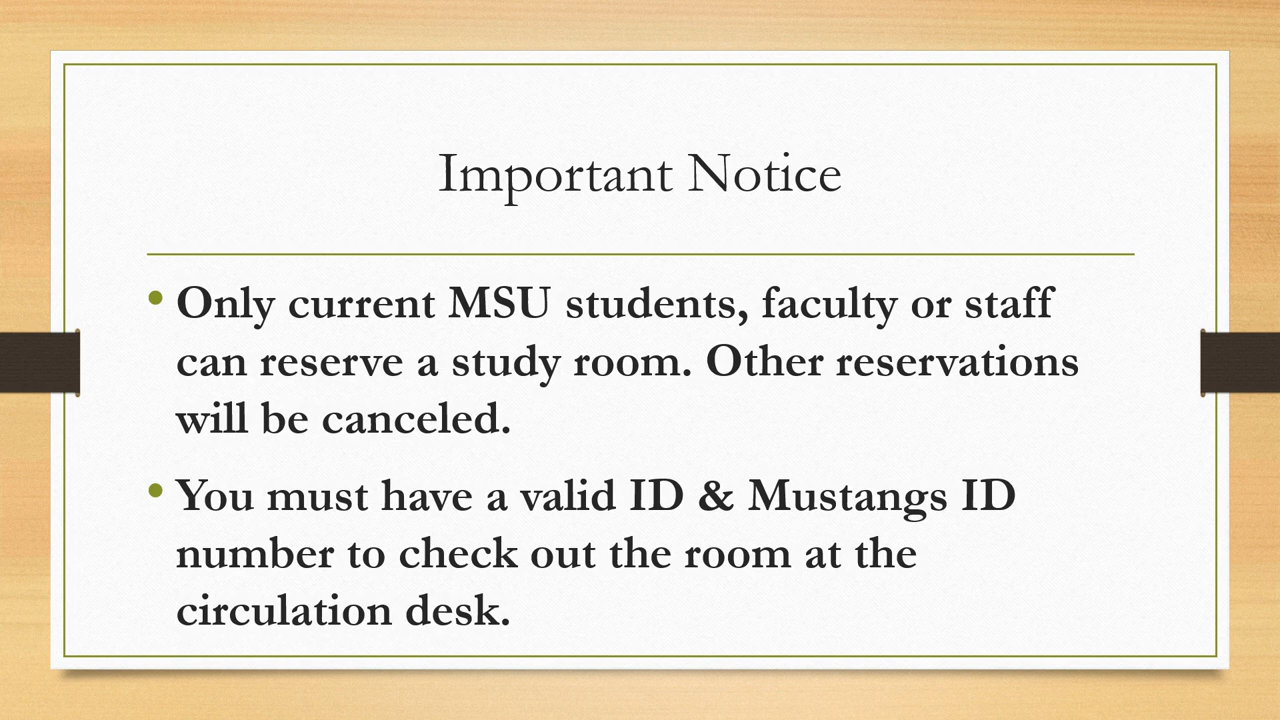 Important Notice
• Only current MSU students, faculty or staff
can reserve a study room. Other reservations
will be canceled.
• You must have a valid ID & Mustangs ID
number to check out the room at the
circulation desk.